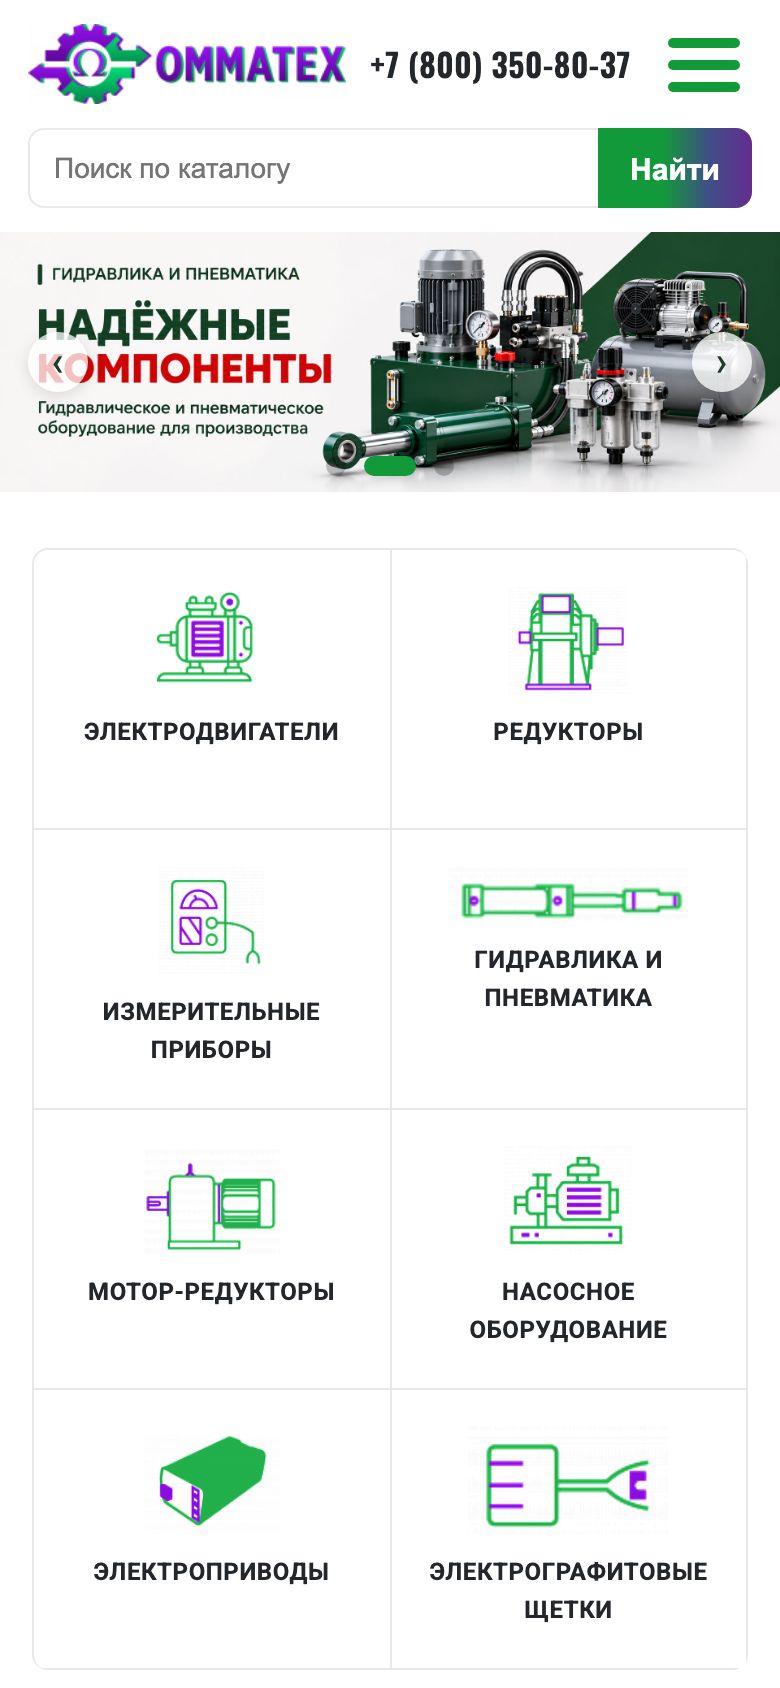 ОММАТЕХ
+7 (800) 350-80-37
Поиск по каталогу
Найти
ГИДРАВЛИКА И ПНЕВМАТИКА
НАДЁЖНЫЕ
КОМПОНЕНТЫ
Гидравлическое и пневматическое
оборудование для производства
ЭЛЕКТРОДВИГАТЕЛИ
РЕДУКТОРЫ
ИЗМЕРИТЕЛЬНЫЕ
ПРИБОРЫ
ГИДРАВЛИКА И
ПНЕВМАТИКА
МОТОР-РЕДУКТОРЫ
НАСОСНОЕ
ОБОРУДОВАНИЕ
ЭЛЕКТРОПРИВОДЫ
ЭЛЕКТРОГРАФИТОВЫЕ
ЩЕТКИ